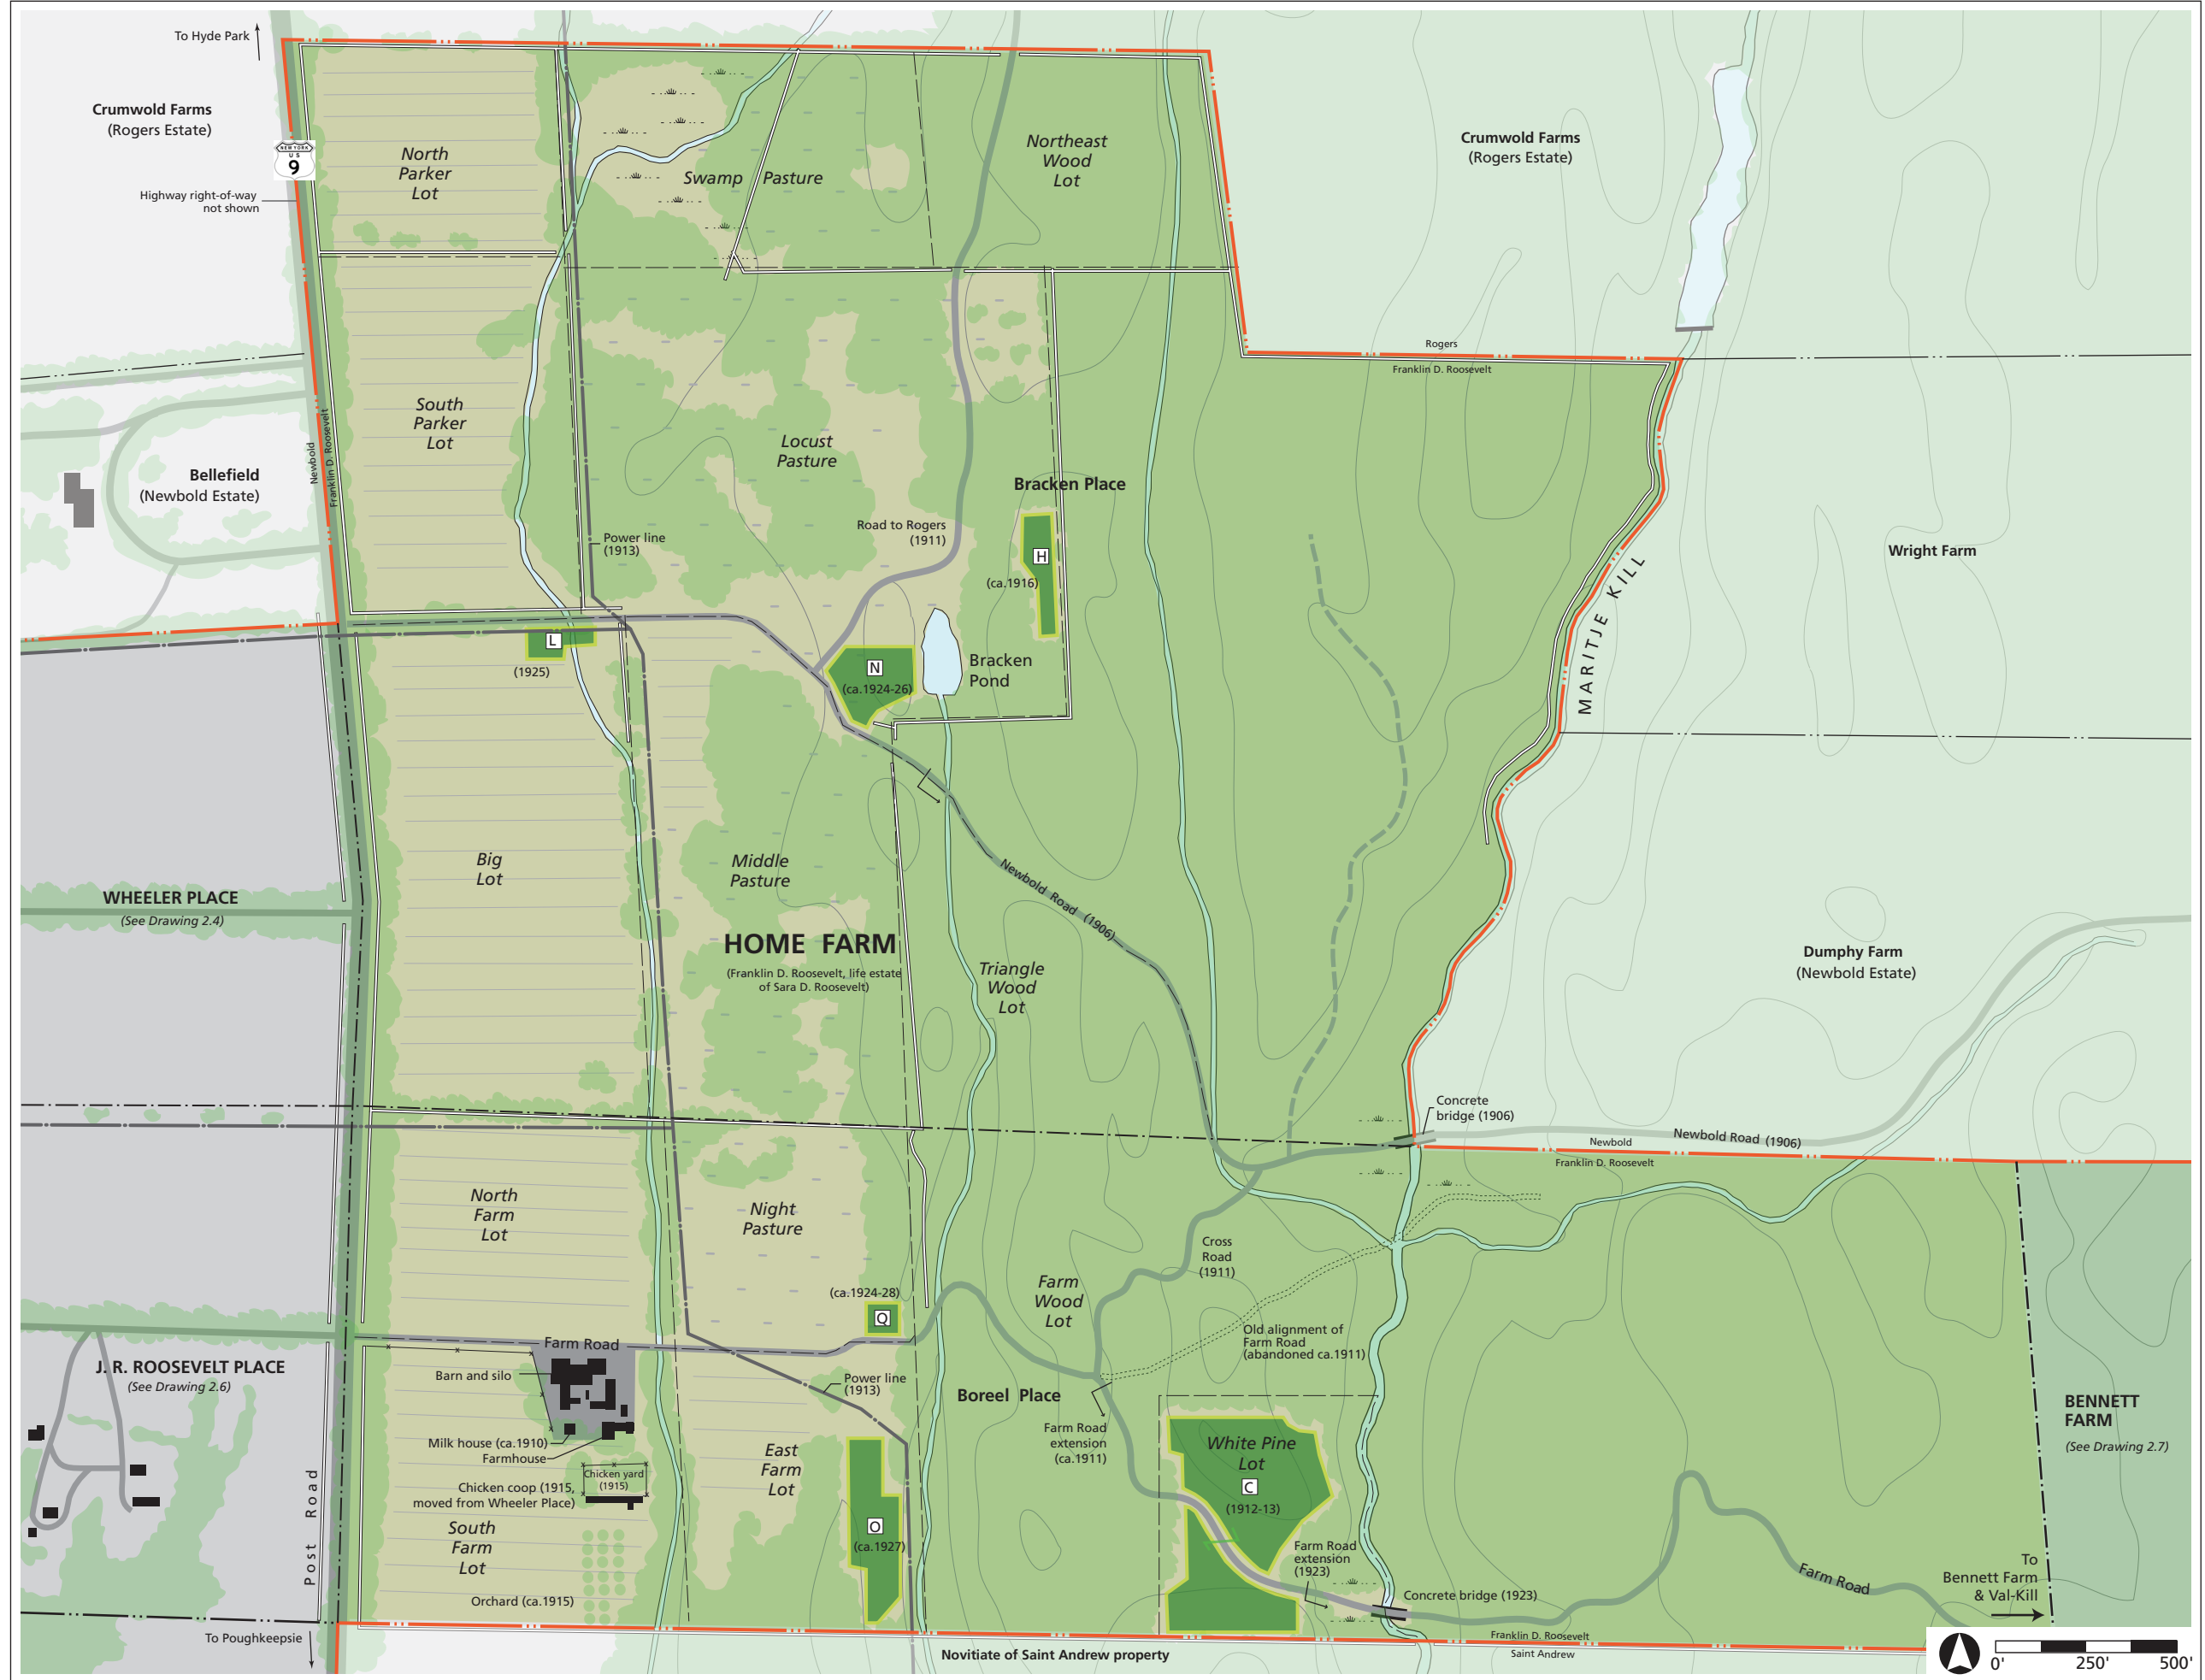 To Hyde Park
Crumwold Farms
(Rogers Estate)
NEW YORK
U S
9
Highway right-of-way
not shown
North
Parker
Lot
Swamp Pasture
Northeast
Wood
Lot
Crumwold Farms
(Rogers Estate)
Rogers
Franklin D. Roosevelt
South
Parker
Lot
Locust
Pasture
Newbold
Franklin D. Roosevelt
Bellefield
(Newbold Estate)
Bracken Place
Road to Rogers
(1911)
Power line
(1913)
H
(ca.1916)
MARITJE KILL
Wright Farm
L
(1925)
N
(ca.1924-26)
Bracken
Pond
Big
Lot
Middle
Pasture
Newbold Road (1906)
WHEELER PLACE
(See Drawing 2.4)
HOME FARM
(Franklin D. Roosevelt, life estate
of Sara D. Roosevelt)
Triangle
Wood
Lot
Dumphy Farm
(Newbold Estate)
Concrete
bridge (1906)
Newbold
Franklin D. Roosevelt
Newbold Road (1906)
North
Farm
Lot
Night
Pasture
Cross
Road
(1911)
Farm
Wood
Lot
(ca.1924-28)
Q
Old alignment of
Farm Road
(abandoned ca.1911)
Farm Road
J. R. ROOSEVELT PLACE
(See Drawing 2.6)
Barn and silo
Power line
(1913)
Boreel Place
BENNETT
FARM
(See Drawing 2.7)
Milk house (ca.1910)
Farmhouse
Farm Road
extension
(ca.1911)
White Pine
Lot
C
(1912-13)
East
Farm
Lot
Chicken yard
(1915)
Chicken coop (1915,
moved from Wheeler Place)
Post Road
South
Farm
Lot
O
(ca.1927)
Farm Road
extension
(1923)
Concrete bridge (1923)
Farm Road
To
Bennett Farm
& Val-Kill
Orchard (ca.1915)
To Poughkeepsie
Novitiate of Saint Andrew property
Franklin D. Roosevelt
Saint Andrew
0' 250' 500'